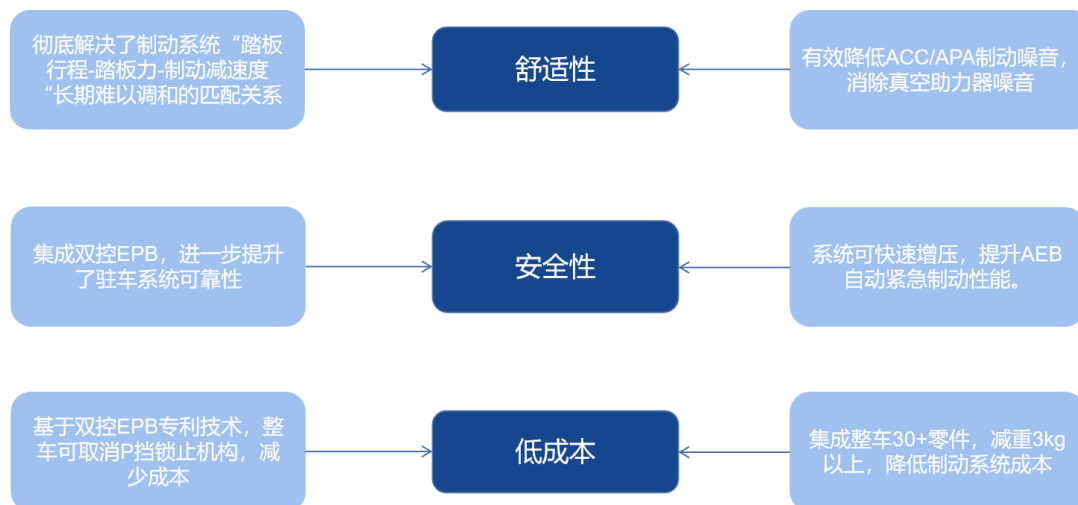 彻底解决了制动系统“踏板
行程-踏板力-制动减速度
“长期难以调和的匹配关系
舒适性
有效降低ACC/APA制动噪音，
消除真空助力器噪音
集成双控EPB，进一步提升
了驻车系统可靠性
安全性
系统可快速增压，提升AEB
自动紧急制动性能。
基于双控EPB专利技术，整
车可取消P挡锁止机构，减
少成本
低成本
集成整车30+零件，减重3kg
以上，降低制动系统成本